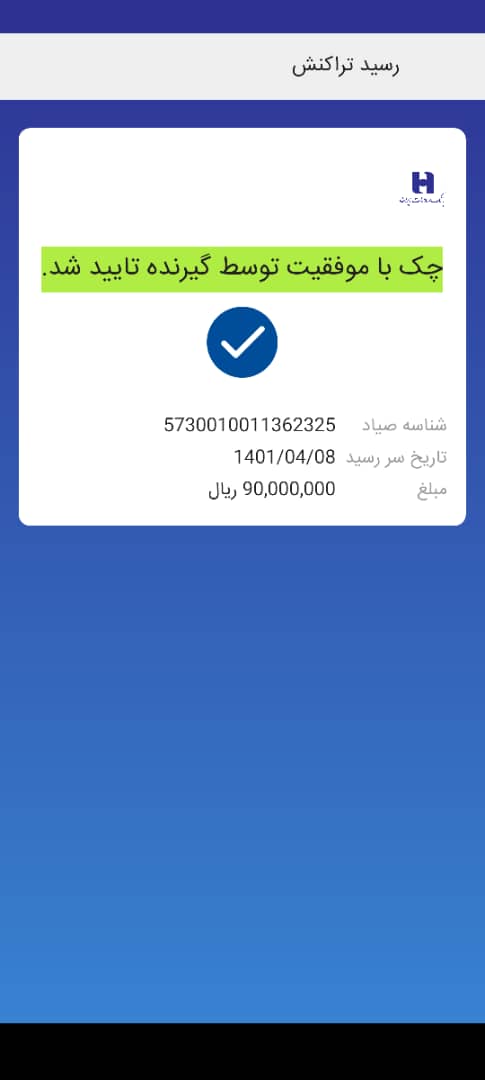 رسید تراکنش
چک با موفقیت توسط گیرنده تایید شد.
شناسه صیاد 5730010011362325
تاریخ سر رسید 1401/04/08
مبلغ 90,000,000 ریال